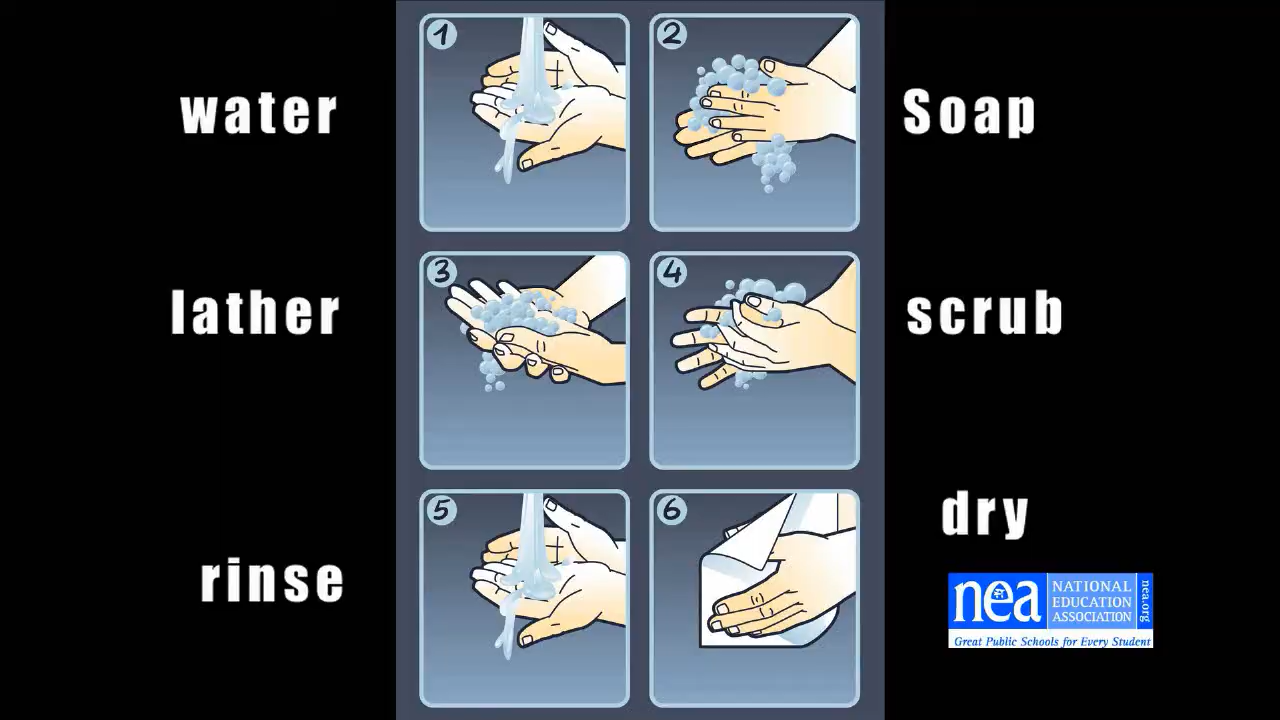 water
1
2
Soap
lather
3
4
scrub
rinse
5
6
dry
nea
NATIONAL
EDUCATION
ASSOCIATION
nea.org
Great Public Schools for Every Student